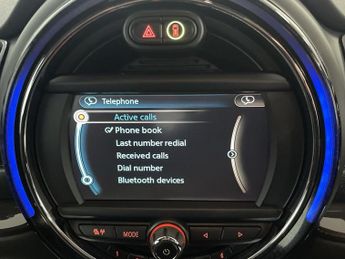 Telephone
Active calls
Phone book
Last number redial
Received calls
Dial number
Bluetooth devices
MODE